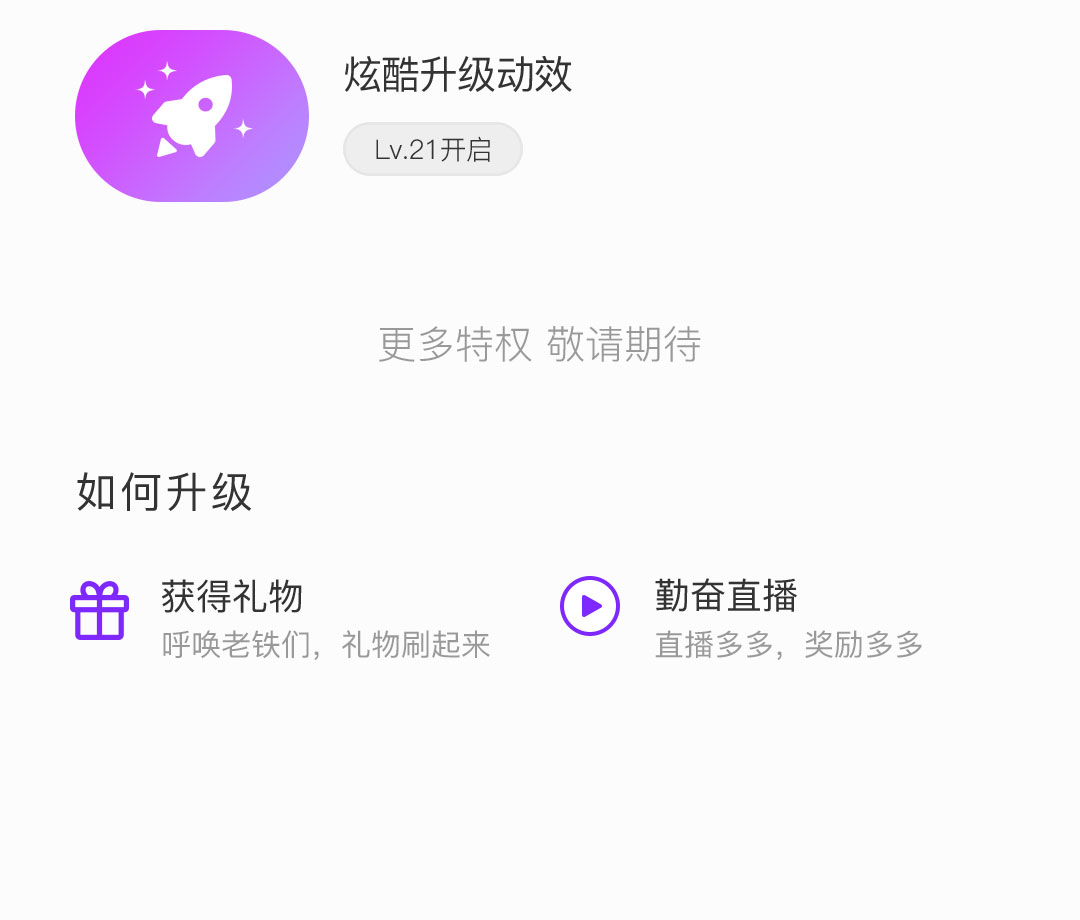 炫酷升级动效
Lv.21开启
更多特权 敬请期待
如何升级
获得礼物
呼唤老铁们，礼物刷起来
勤奋直播
直播多多，奖励多多